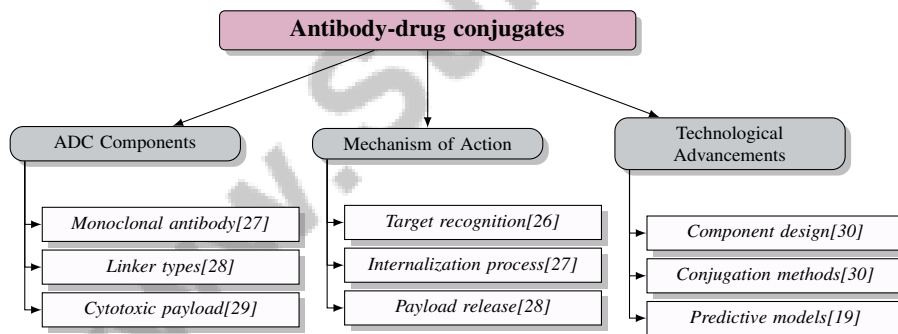 Antibody-drug conjugates
ADC Components
Monoclonal antibody[27]
Linker types[28]
Cytotoxic payload[29]
Mechanism of Action
Target recognition[26]
Internalization process[27]
Payload release[28]
Technological
Advancements
Component design[30]
Conjugation methods[30]
Predictive models[19]